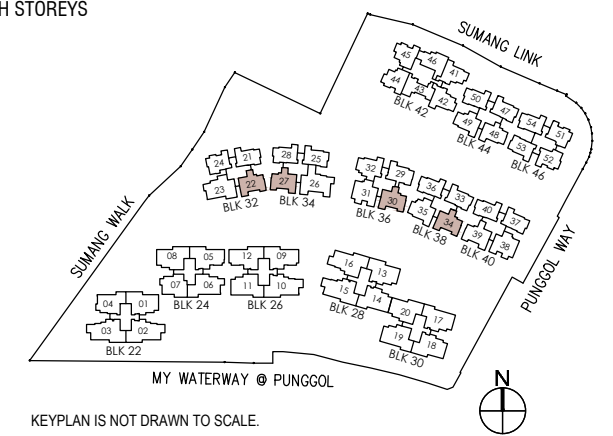 H STOREYS
SUMANG LINK
45 46 41
44 43 42
BLK 42
50 47
49 48
BLK 44
54 51
53 52
BLK 46
24 21
23 22
BLK 32
28 25
27 26
BLK 34
32 29
31 30
BLK 36
36 33
35 34
BLK 38
40 37
39 38
BLK 40
SUMANG WALK
PUNGGOL WAY
08 05
07 06
BLK 24
12 09
11 10
BLK 26
16 13
15 14
BLK 28
20 17
19 18
BLK 30
04 01
03 02
BLK 22
MY WATERWAY @ PUNGGOL
N
KEYPLAN IS NOT DRAWN TO SCALE.